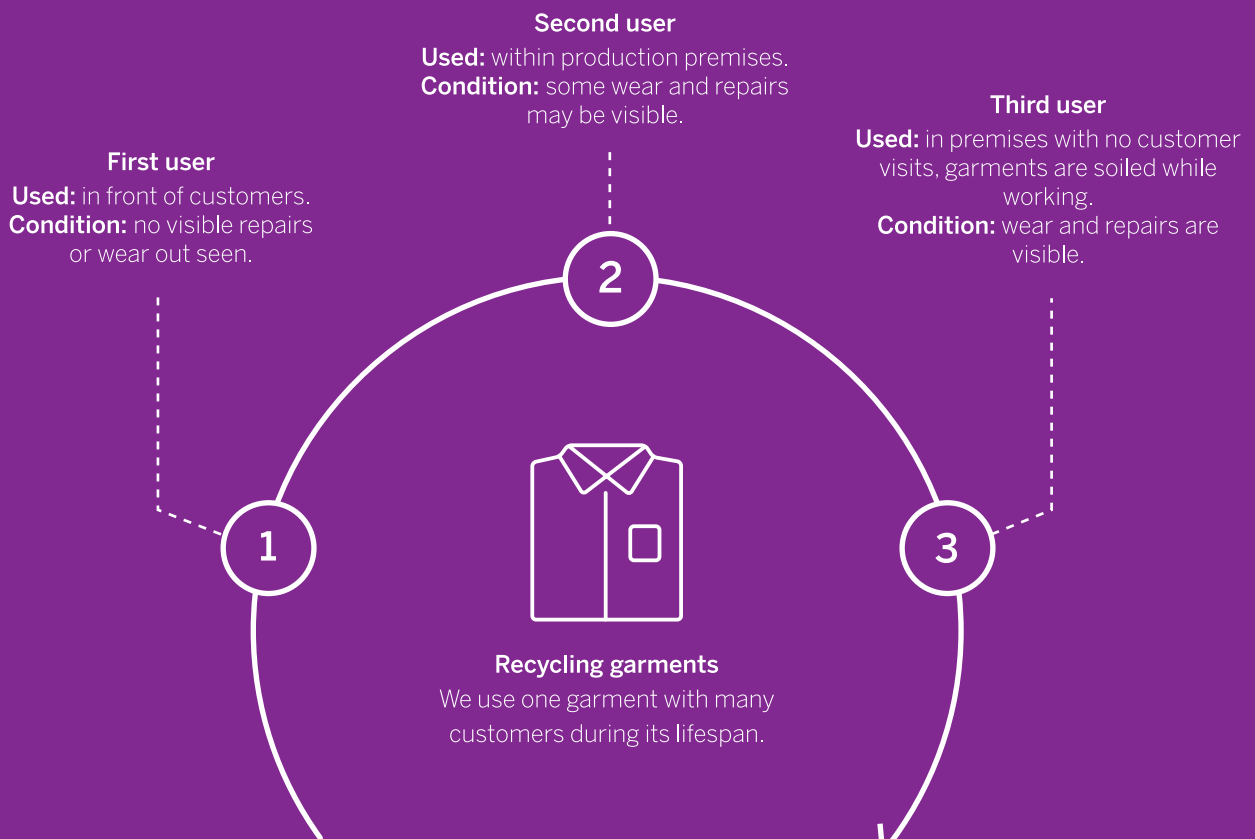 First user
Used: in front of customers.
Condition: no visible repairs
or wear out seen.
Second user
Used: within production premises.
Condition: some wear and repairs
may be visible.
Third user
Used: in premises with no customer
visits, garments are soiled while
working.
Condition: wear and repairs are
visible.
1
2
3
Recycling garments
We use one garment with many
customers during its lifespan.